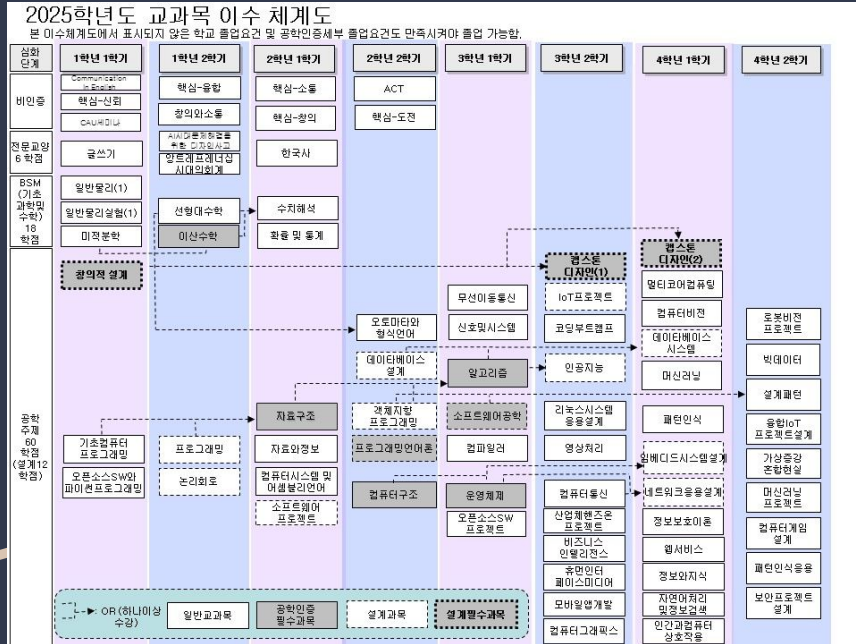 2025학년도 교과목 이수 체계도
본 이수체계도에서 표시되지 않은 학교 졸업요건 및 공학인증세부 졸업요건도 만족시켜야 졸업 가능함.
심화
단계
1학년 1학기
1학년 2학기
2학년 1학기
2학년 2학기
3학년 1학기
3학년 2학기
4학년 1학기
4학년 2학기
비인증
Communication
in English
핵심-신뢰
CAU세미나
핵심-융합
창의와소통
핵심-소통
핵심-창의
ACT
핵심-도전
전문교양
6 학점
글쓰기
AI시대문제해결을
위한 디자인사고
앙트레프레너십
시대의회계
한국사
BSM
(기초
과학및
수학)
18
학점
일반물리(1)
일반물리실험(1)
미적분학
선형대수학
이산수학
수치해석
확률 및 통계
공학
주제
60
학점
(설계12
학점)
창의적 설계
기초컴퓨터
프로그래밍
오픈소스SW와
파이썬프로그래밍
프로그래밍
논리회로
자료구조
자료와정보
컴퓨터시스템 및
어셈블리언어
소프트웨어
프로젝트
오토마타와
형식언어
데이타베이스
설계
객체지향
프로그래밍
프로그래밍언어론
컴퓨터구조
무선이동통신
신호및시스템
알고리즘
소프트웨어공학
컴파일러
운영체제
오픈소스SW
프로젝트
캡스톤
디자인(1)
IoT프로젝트
코딩부트캠프
인공지능
리눅스시스템
응용설계
영상처리
컴퓨터통신
산업체핸즈온
프로젝트
비즈니스
인텔리전스
휴먼인터
페이스미디어
모바일앱개발
컴퓨터그래픽스
캡스톤
디자인(2)
멀티코어컴퓨팅
컴퓨터비전
데이타베이스
시스템
머신러닝
패턴인식
임베디드시스템설계
네트워크응용설계
정보보호이론
웹서비스
정보와지식
자연어처리
및정보검색
인간과컴퓨터
상호작용
로봇비전
프로젝트
빅데이터
설계패턴
융합IoT
프로젝트설계
가상증강
혼합현실
머신러닝
프로젝트
컴퓨터게임
설계
패턴인식응용
보안프로젝트
설계
OR (하나이상
수강)
일반교과목
공학인증
필수과목
설계과목
설계필수과목